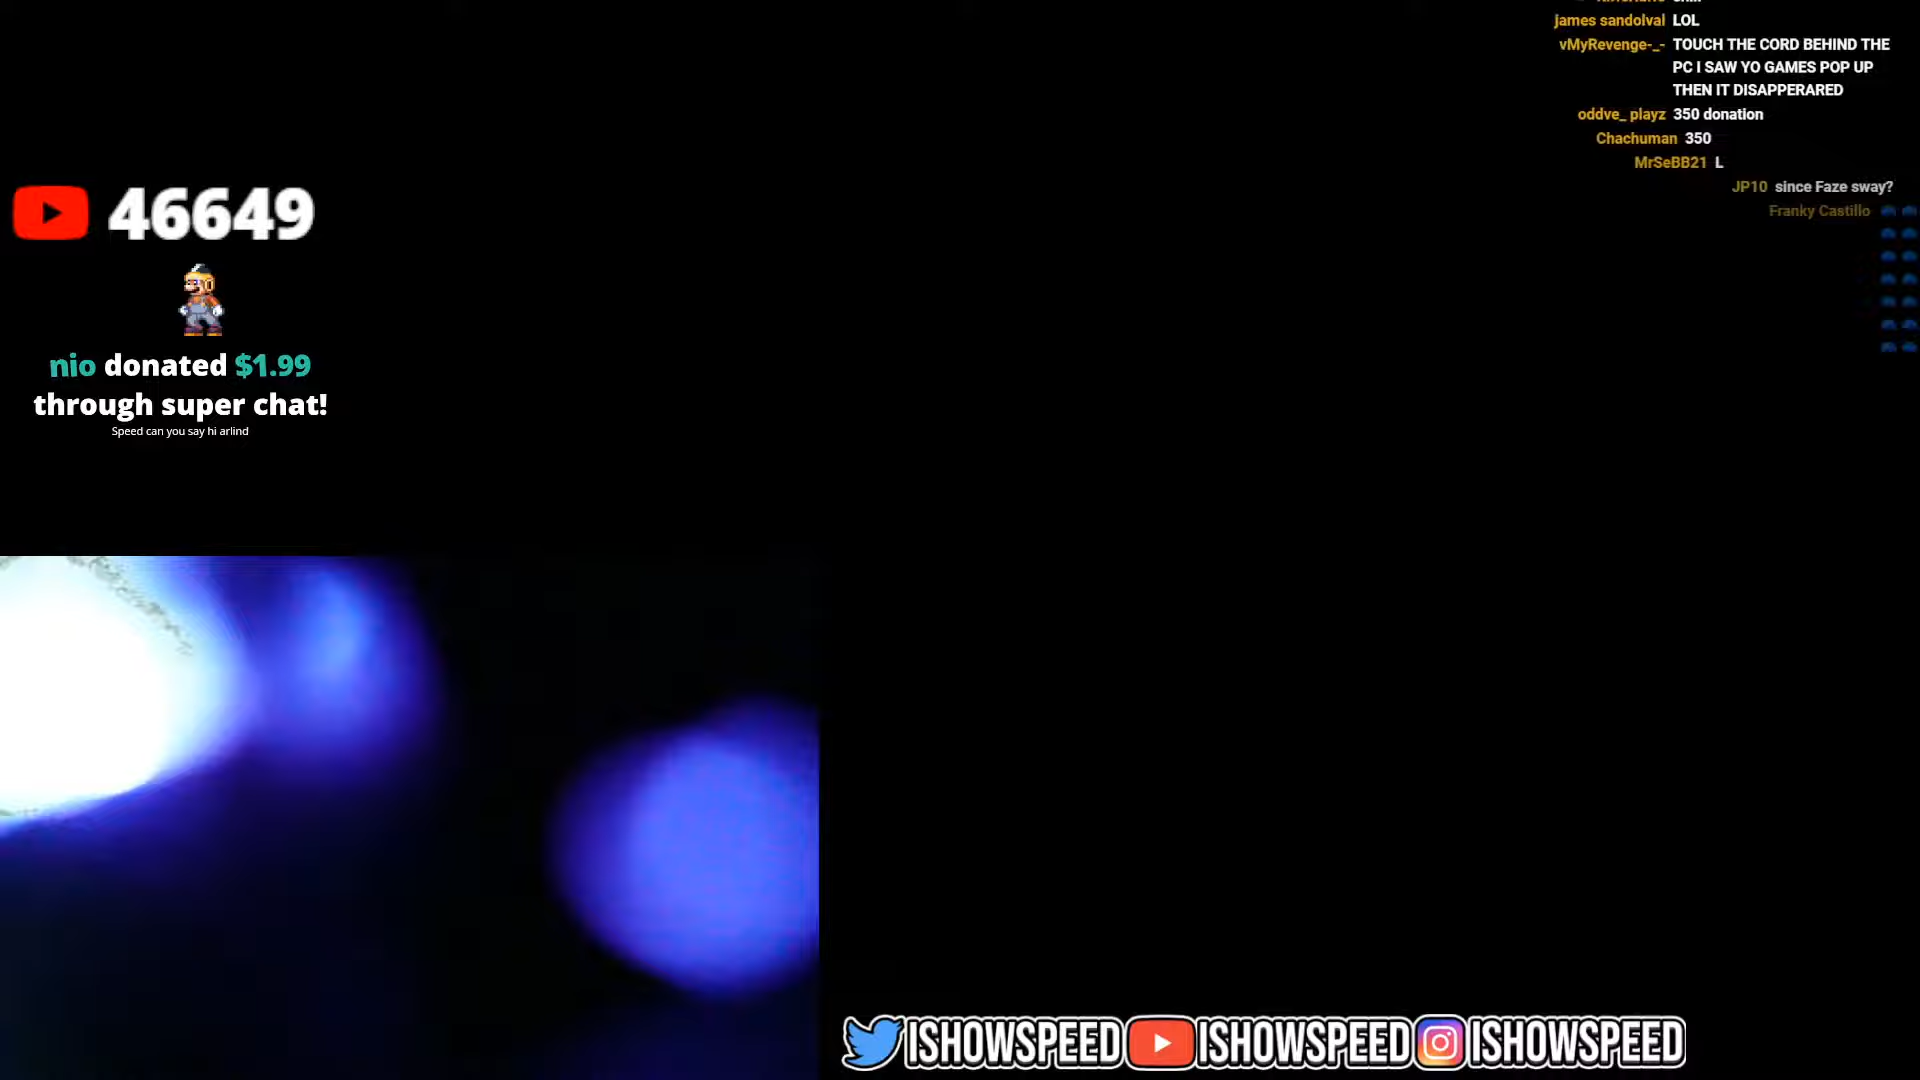 james sandolval LOL
vMyRevenge-_- TOUCH THE CORD BEHIND THE
PC I SAW YO GAMES POP UP
THEN IT DISAPPERARED
oddve_ playz 350 donation
Chachuman 350
MrSeBB21 L
JP10 since Faze sway?
Franky Castillo
46649
nio donated $1.99
through super chat!
Speed can you say hi arlind
ISHOWSPEED ISHOWSPEED ISHOWSPEED